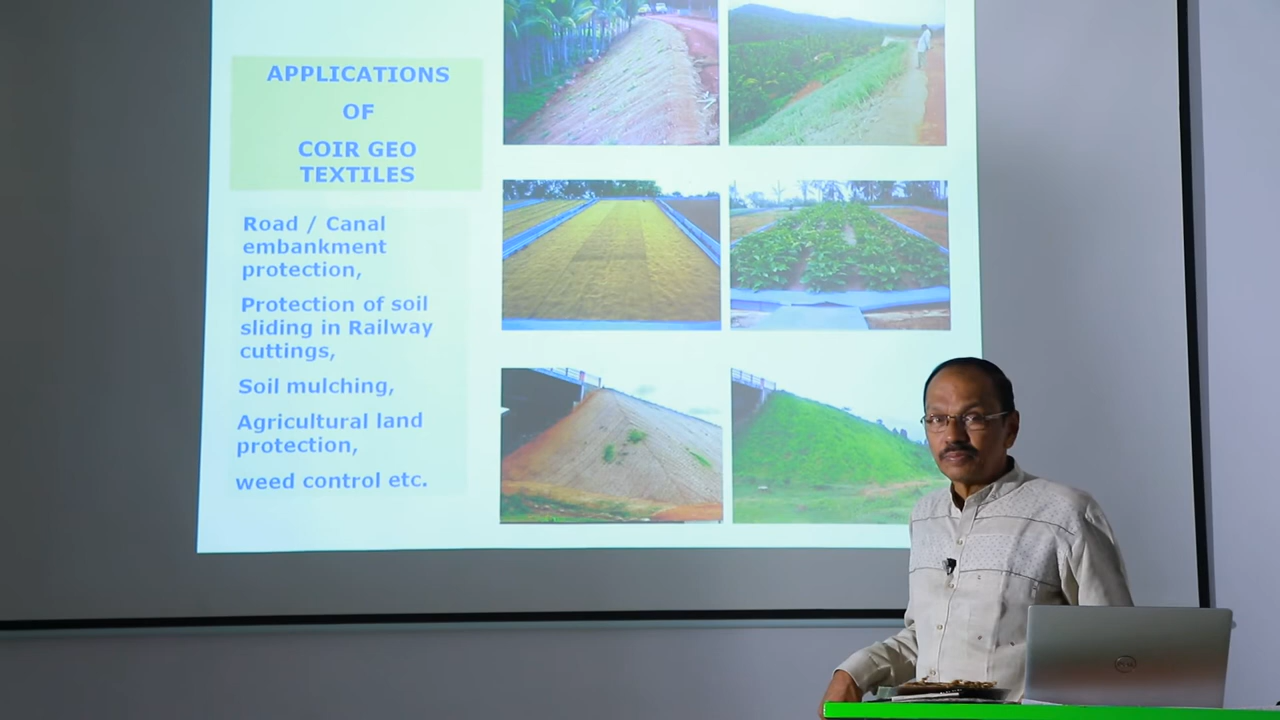 APPLICATIONS
OF
COIR GEO
TEXTILES
Road / Canal
embankment
protection,
Protection of soil
sliding in Railway
cuttings,
Soil mulching,
Agricultural land
protection,
weed control etc.
DELL